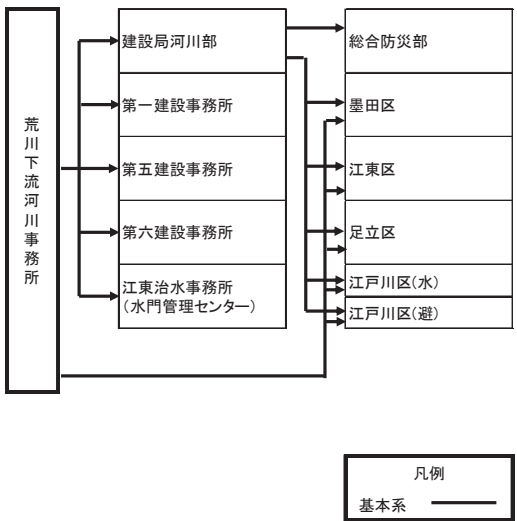 荒川下流河川事務所
建設局河川部
第一建設事務所
第五建設事務所
第六建設事務所
江東治水事務所
(水門管理センター)
総合防災部
墨田区
江東区
足立区
江戸川区(水)
江戸川区(避)
凡例
基本系